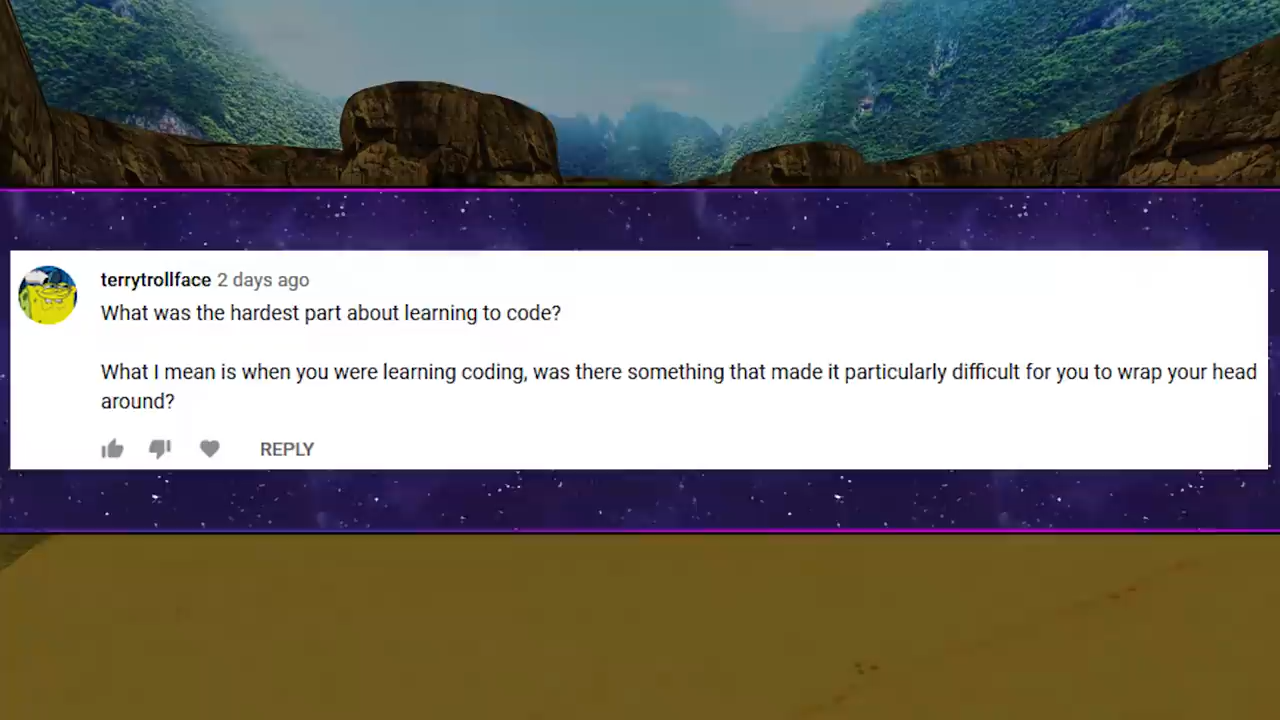 terrytrollface 2 days ago
What was the hardest part about learning to code?
What I mean is when you were learning coding, was there something that made it particularly difficult for you to wrap your head
around?
REPLY